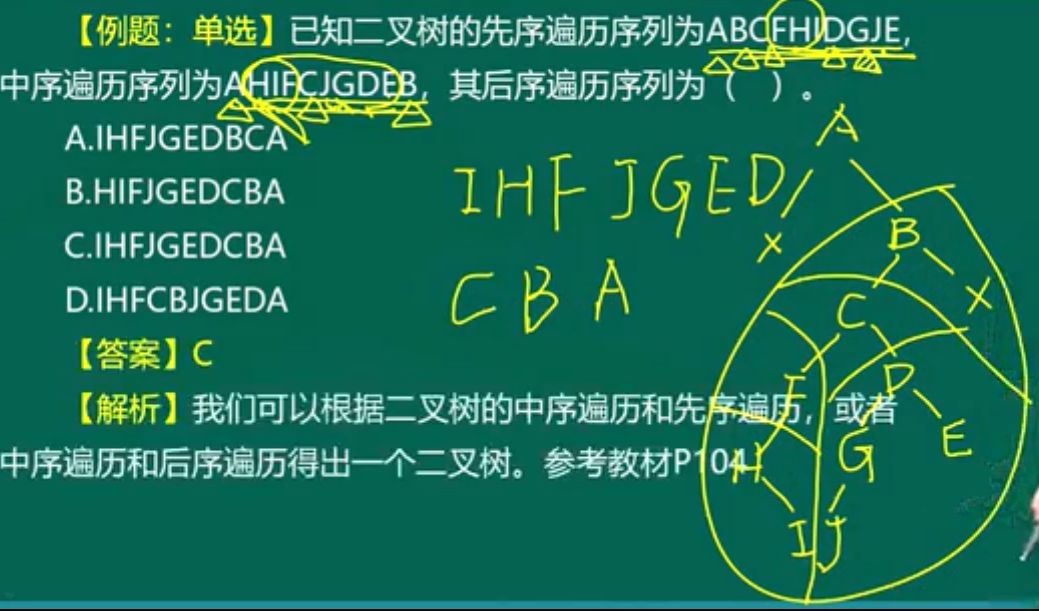 【例题：单选】已知二叉树的先序遍历序列为ABCFHIDGJE,
中序遍历序列为AHIFCJGDEB，其后序遍历序列为（ ）。
A.IHFJGEDBCA
B.HIFJGEDCBA
C.IHFJGEDCBA
D.IHFCBJGEDA
【答案】C
【解析】我们可以根据二叉树的中序遍历和先序遍历，或者
中序遍历和后序遍历得出一个二叉树。参考教材P104
IHFJGED
CBA
A
X B
C X
F D
H G E
I J